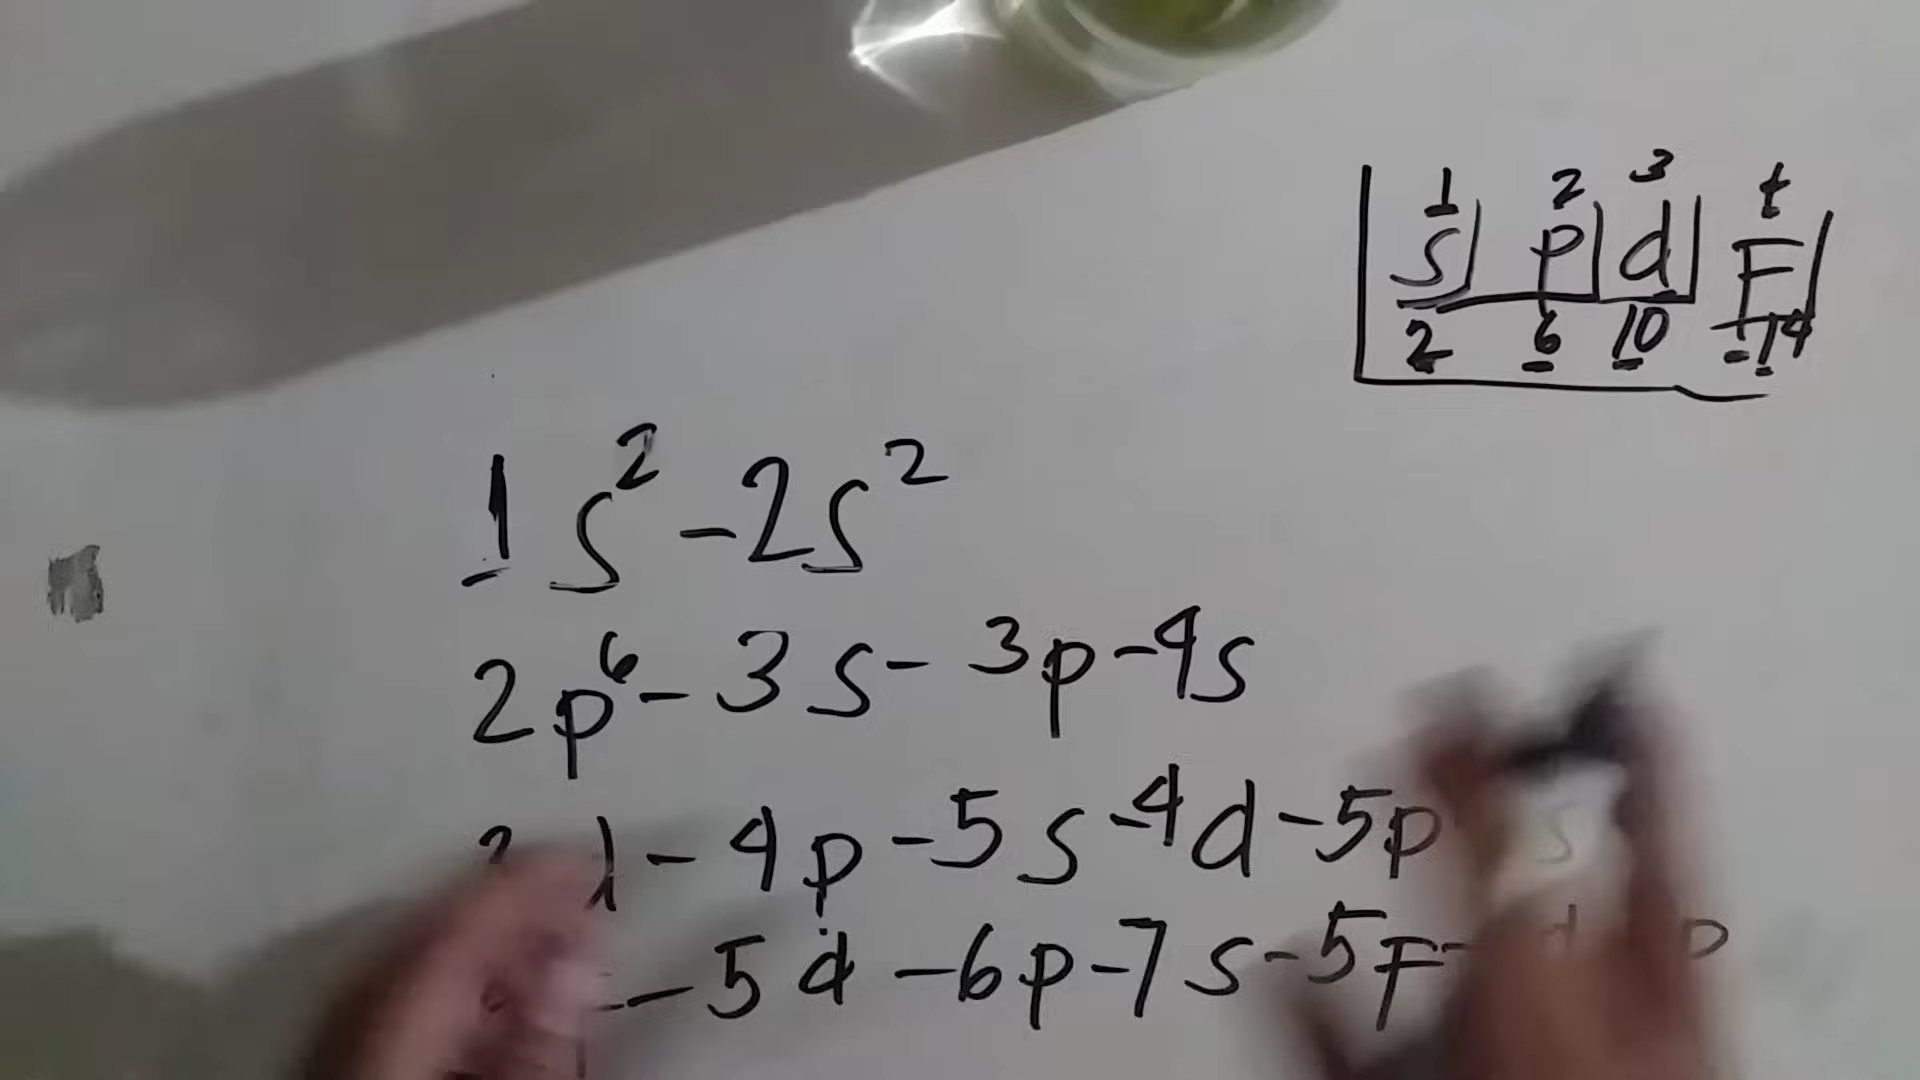 1 2 3 4
s p d F
2 6 10 14
1s² - 2s²
2p⁶ - 3s - 3p - 4s
- 4p - 5s - 4d - 5p
- 5d - 6p - 7s - 5F -